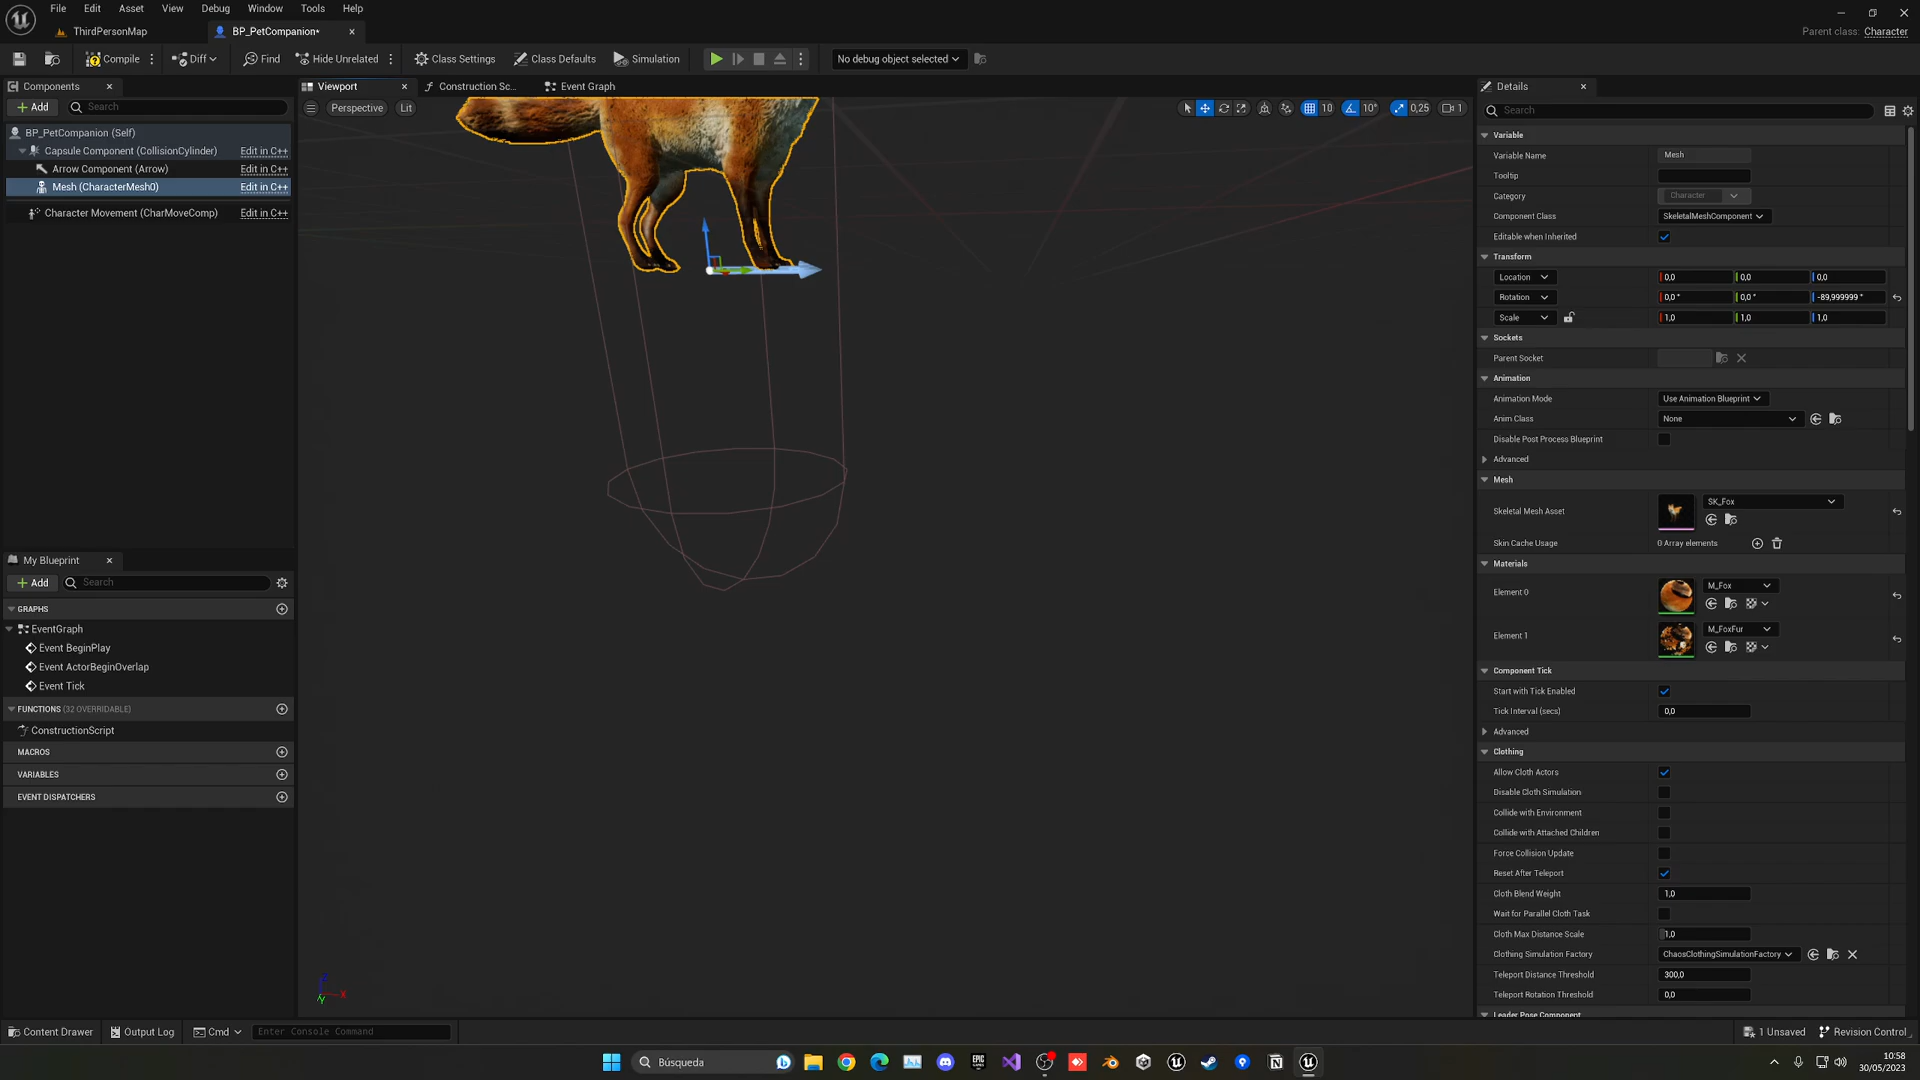 File Edit Asset View Debug Window Tools Help
ThirdPersonMap BP_PetCompanion*
Parent class: Character
Compile Diff Find Hide Unrelated Class Settings Class Defaults Simulation No debug object selected
Components
Add Search
BP_PetCompanion (Self)
Capsule Component (CollisionCylinder) Edit in C++
Arrow Component (Arrow) Edit in C++
Mesh (CharacterMesh0) Edit in C++
Character Movement (CharMoveComp) Edit in C++
My Blueprint
Add Search
GRAPHS
EventGraph
Event BeginPlay
Event ActorBeginOverlap
Event Tick
FUNCTIONS (32 OVERRIDABLE)
ConstructionScript
MACROS
VARIABLES
EVENT DISPATCHERS
Viewport Construction Sc... Event Graph
Perspective Lit 10 10° 0,25 1
Z
X
Y
Details
Search
Variable
Variable Name Mesh
Tooltip
Category Character
Component Class SkeletalMeshComponent
Editable when Inherited
Transform
Location 0,0 0,0 0,0
Rotation 0,0 ° 0,0 ° -89,999999 °
Scale 1,0 1,0 1,0
Sockets
Parent Socket
Animation
Animation Mode Use Animation Blueprint
Anim Class None
Disable Post Process Blueprint
Advanced
Mesh
Skeletal Mesh Asset SK_Fox
Skin Cache Usage 0 Array elements
Materials
Element 0 M_Fox
Element 1 M_FoxFur
Component Tick
Start with Tick Enabled
Tick Interval (secs) 0,0
Advanced
Clothing
Allow Cloth Actors
Disable Cloth Simulation
Collide with Environment
Collide with Attached Children
Force Collision Update
Reset After Teleport
Cloth Blend Weight 1,0
Wait for Parallel Cloth Task
Cloth Max Distance Scale 1,0
Clothing Simulation Factory ChaosClothingSimulationFactory
Teleport Distance Threshold 300,0
Teleport Rotation Threshold 0,0
Leader Pose Component
Content Drawer Output Log Cmd Enter Console Command 1 Unsaved Revision Control
Búsqueda
EPIC GAMES
10:58
30/05/2023